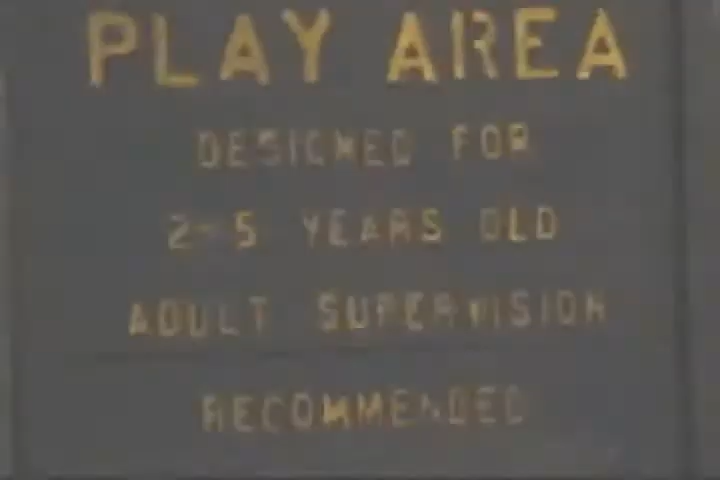 PLAY AREA
DESIGNED FOR
2-5 YEARS OLD
ADULT SUPERVISION
RECOMMENDED